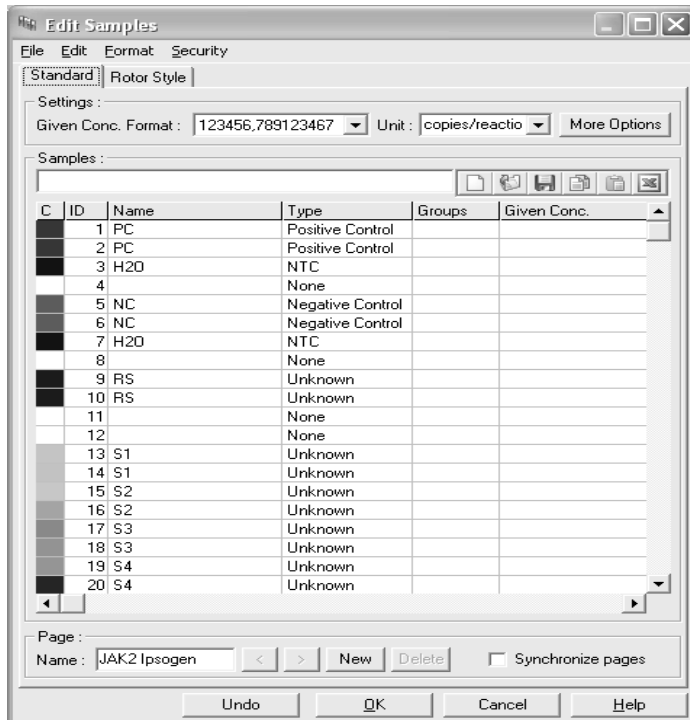 Edit Samples
File Edit Format Security
Standard Rotor Style
Settings :
Given Conc. Format : 123456,789123467 Unit : copies/reactio More Options
Samples :
C ID Name Type Groups Given Conc.
1 PC Positive Control
2 PC Positive Control
3 H2O NTC
4 None
5 NC Negative Control
6 NC Negative Control
7 H2O NTC
8 None
9 RS Unknown
10 RS Unknown
11 None
12 None
13 S1 Unknown
14 S1 Unknown
15 S2 Unknown
16 S2 Unknown
17 S3 Unknown
18 S3 Unknown
19 S4 Unknown
20 S4 Unknown
Page :
Name : JAK2 Ipsogen < > New Delete Synchronize pages
Undo OK Cancel Help